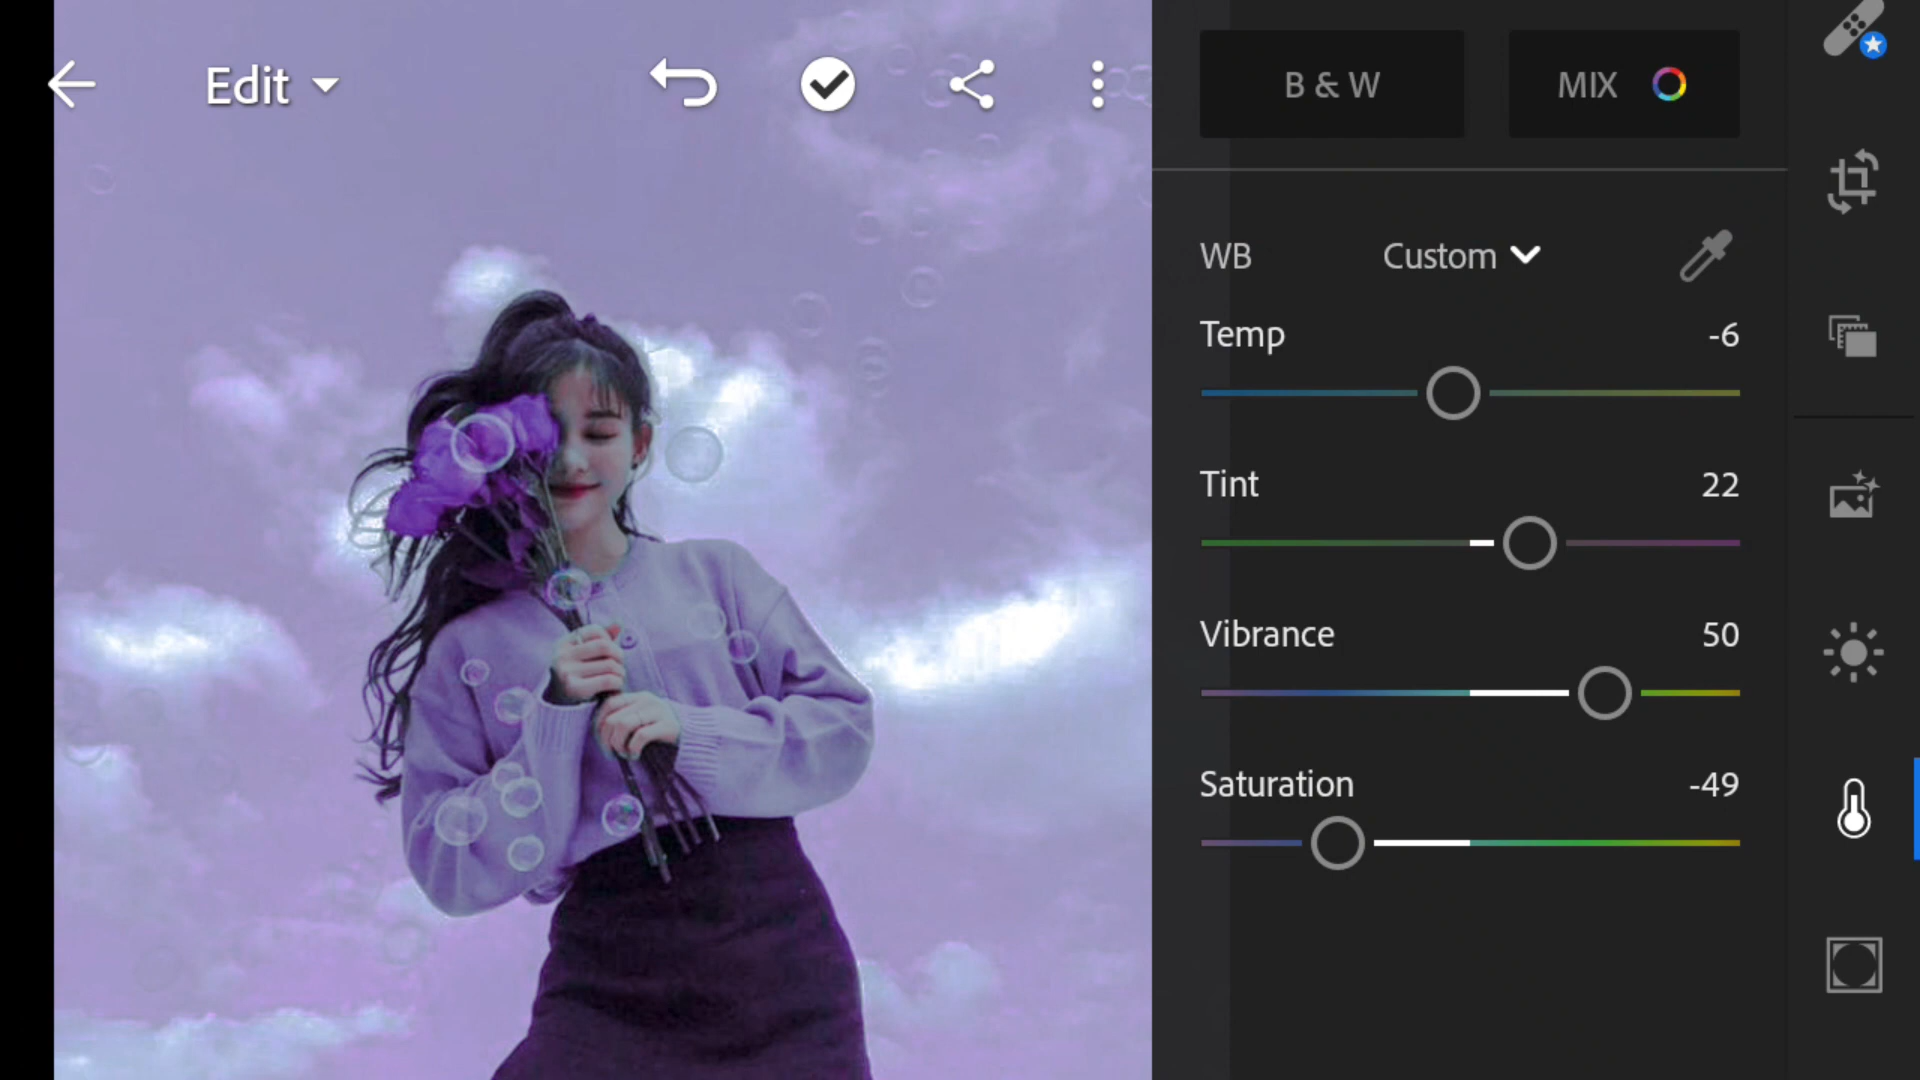 Edit
B & W
MIX
WB
Custom
Temp
-6
Tint
22
Vibrance
50
Saturation
-49